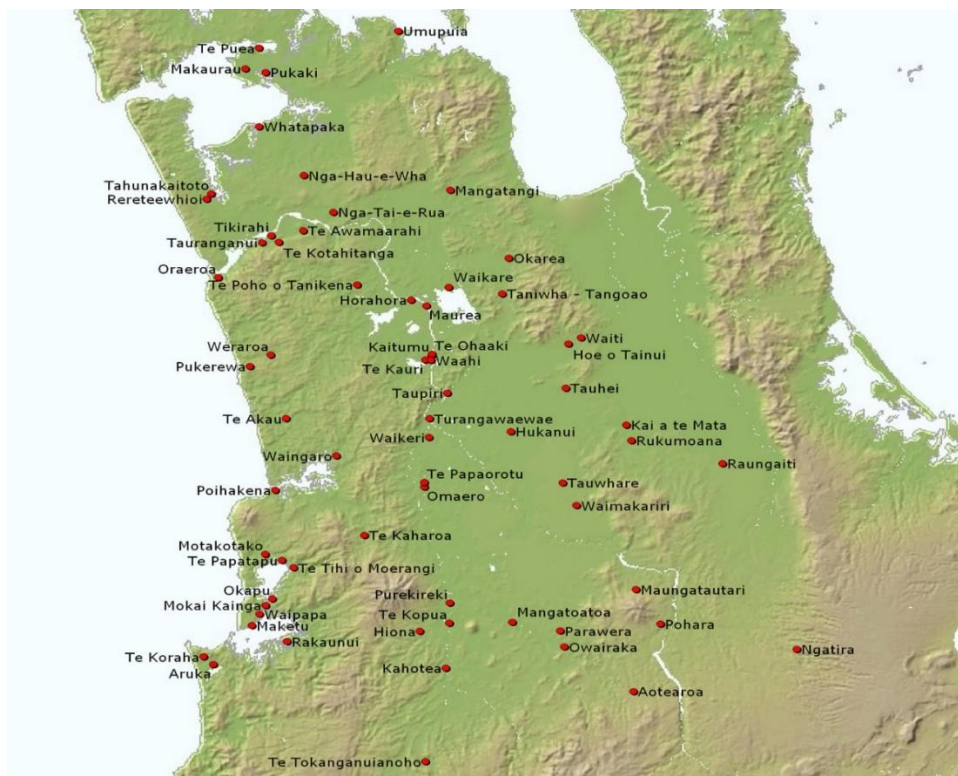 Umupuia
Te Puea
Makaurau
Pukaki
Whatapaka
Nga-Hau-e-Wha
Tahunakaitoto
Mangatangi
Rereteewhioi
Nga-Tai-e-Rua
Tikirahi
Te Awamaarahi
Tauranganui
Te Kotahitanga
Okarea
Oraeroa
Waikare
Te Poho o Tanikena
Taniwha - Tangoao
Horahora
Maurea
Waiti
Kaitumu
Te Ohaaki
Hoe o Tainui
Weraroa
Waahi
Pukerewa
Te Kauri
Tauhei
Taupiri
Te Akau
Turangawaewae
Kai a te Mata
Hukanui
Waikeri
Rukumoana
Waingaro
Raungaiti
Te Papaorotu
Tauwhare
Poihakena
Omaero
Waimakariri
Te Kaharoa
Motakotako
Te Papatapu
Te Tihi o Moerangi
Maungatautari
Okapu
Purekireki
Mokai Kainga
Waipapa
Te Kopua
Mangatoatoa
Pohara
Maketu
Hiona
Parawera
Rakaunui
Owairaka
Ngatira
Te Koraha
Aruka
Kahotea
Aotearoa
Te Tokanganuianoho